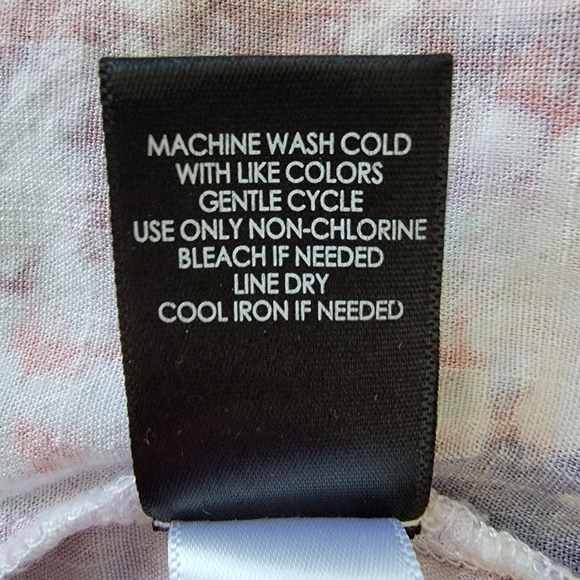 MACHINE WASH COLD
WITH LIKE COLORS
GENTLE CYCLE
USE ONLY NON-CHLORINE
BLEACH IF NEEDED
LINE DRY
COOL IRON IF NEEDED